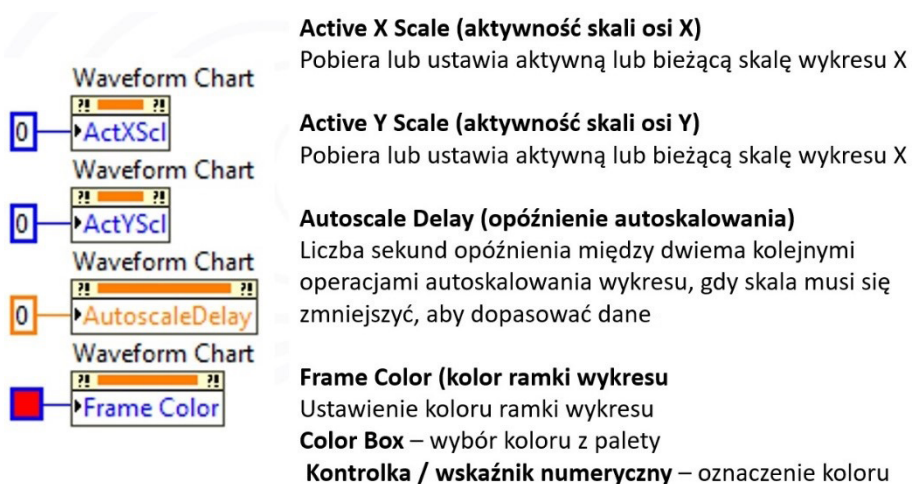 Waveform Chart
?! ?!
0 ActXScl
Waveform Chart
?! ?!
0 ActYScl
Waveform Chart
?! ?!
0 AutoscaleDelay
Waveform Chart
?! ?!
Frame Color
Active X Scale (aktywność skali osi X)
Pobiera lub ustawia aktywną lub bieżącą skalę wykresu X
Active Y Scale (aktywność skali osi Y)
Pobiera lub ustawia aktywną lub bieżącą skalę wykresu X
Autoscale Delay (opóźnienie autoskalowania)
Liczba sekund opóźnienia między dwiema kolejnymi
operacjami autoskalowania wykresu, gdy skala musi się
zmniejszyć, aby dopasować dane
Frame Color (kolor ramki wykresu
Ustawienie koloru ramki wykresu
Color Box – wybór koloru z palety
Kontrolka / wskaźnik numeryczny – oznaczenie koloru